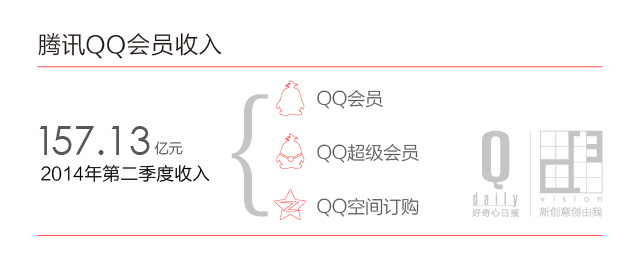 腾讯QQ会员收入
157.13亿元
2014年第二季度收入
QQ会员
QQ超级会员
QQ空间订购
Q
daily
好奇心日报
vision
新创意创由我